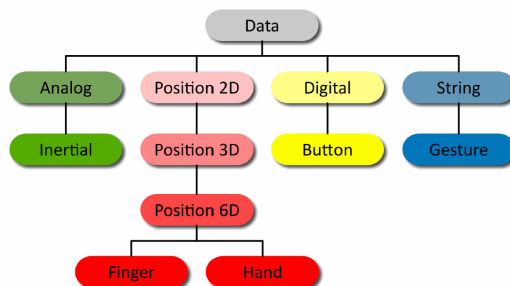 Data
Analog
Position 2D
Digital
String
Inertial
Position 3D
Button
Gesture
Position 6D
Finger
Hand